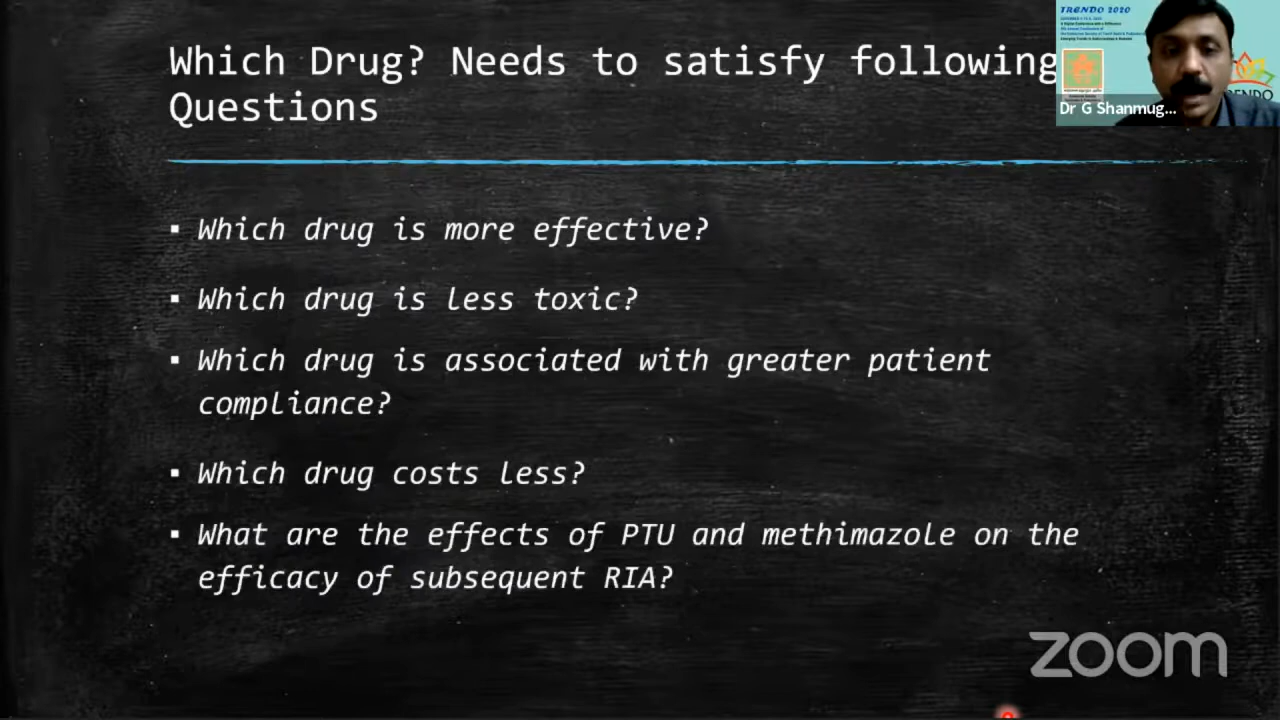 Which Drug? Needs to satisfy following
Questions
TRENDO 2020
Dr G Shanmug...
▪ Which drug is more effective?
▪ Which drug is less toxic?
▪ Which drug is associated with greater patient
compliance?
▪ Which drug costs less?
▪ What are the effects of PTU and methimazole on the
efficacy of subsequent RIA?
zoom